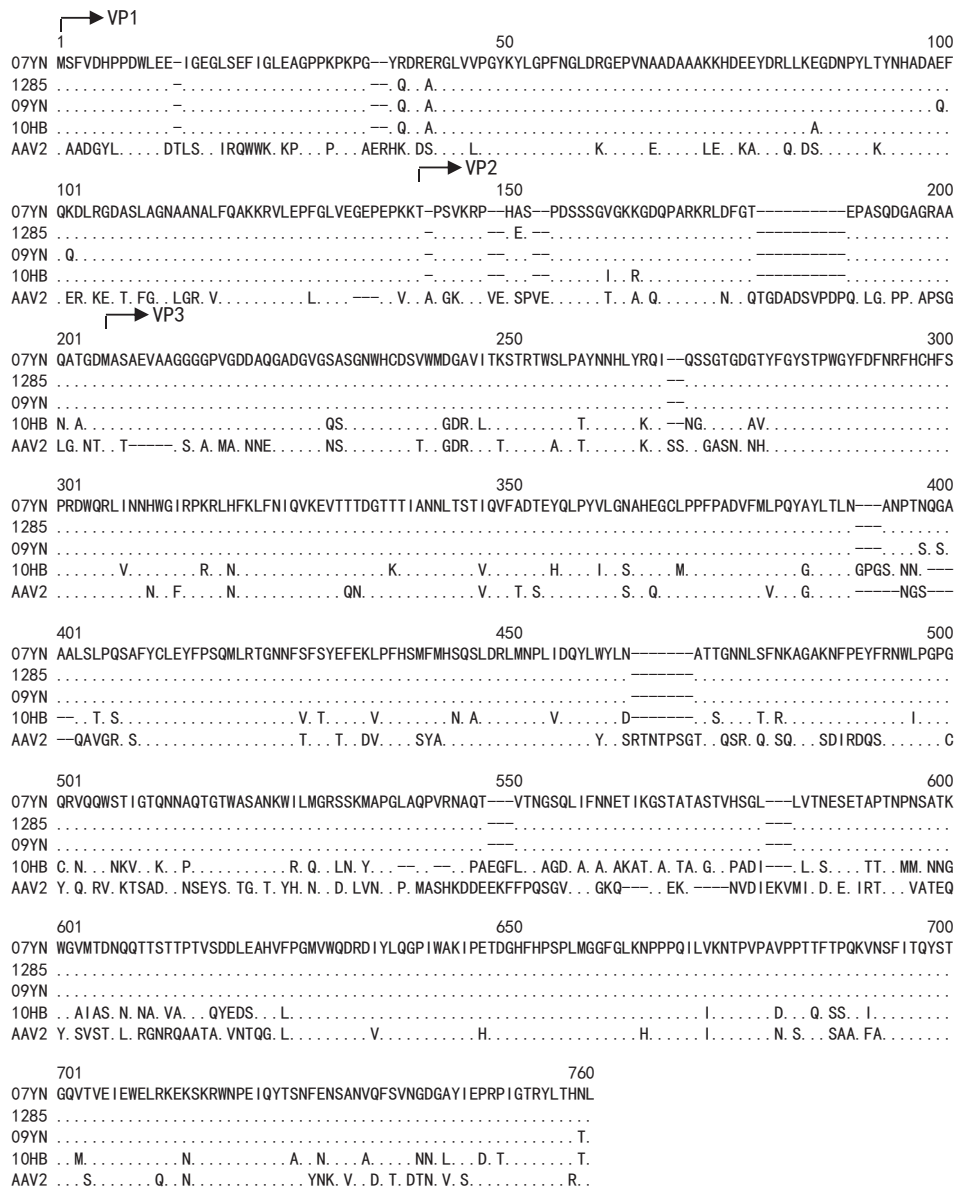 VP1
1 50 100
07YN MSFVDHPPDWLEE-IGEGLSEFIGLEAGPPKPKPG--YRDRERGLVVPGYKYLGPFNGLDRGEPVNAADAAAKKHDEEYDRLLKEGDNPYLTYNHADAEF
1285 .............-.....................--.Q..A..........................................................
09YN .............-.....................--.Q..A.........................................................Q.
10HB .............-.....................--.Q..A...........................................A..............
AAV2 .AADGYL.....DTLS..IRQWWK.KP...P..AERHK.DS....L.............K.....E.....LE.KA...Q.DS......K........
VP2
101 150 200
07YN QKDLRGDASLAGNAANALFQAKKRVLEPFGLVEGEPEPKKT-PSVKRP--HAS--PDSSSGVGKKGDQPARKRLDFGT----------EPASQDGAGRAA
1285 .........................................-......--.E.--.......................----------............
09YN .Q.......................................-......--...--.......................----------............
10HB .........................................-......--...--......I..R..............----------............
AAV2 .ER.KE.T.FG..LGR.V..........L....---...V..A.GK...VE.SPVE......T..A.Q.......N..QTGDADSVPDPQ.LG.PP.APSG
VP3
201 250 300
07YN QATGDMASAEVAAGGGGPVGDDAQGADGVGSASGNWHCDSVWMDGAVITKSTRTWSLPAYNNHLYRQI--QSSGTGDGTYFGYSTPWGYFDFNRFHCHFS
1285 ....................................................................--..............................
09YN ....................................................................--..............................
10HB N.A...........................QS...........GDR.L...........T......K.--NG.....AV.....................
AAV2 LG.NT..T-----.S.A.MA.NNE......NS.........T..GDR...T.....A..T......K.SS..GASN.NH.....................
301 350 400
07YN PRDWQRLINNHWGIRPKRLHFKLFNIQVKEVTTTDGTTTIANNLTSTIQVFADTEYQLPYVLGNAHEGCLPPFPADVFMLPQYAYLTLN---ANPTNQGA
1285 .........................................................................................---........
09YN .........................................................................................---....S.S.
10HB .......V........R..N.................K.........V.......H....I..S.....M.............G.....GPGS.NN.---
AAV2 ..........N..F.....N............QN.............V...T.S.........S..Q............V...G.....-----NGS---
401 450 500
07YN AALSLPQSAFYCLEYFPSQMLRTGNNFSFSYEFEKLPFHSMFMHSQSLDRLMNPLIDQYLWYLN-------ATTGNNLSFNKAGAKNFPEYFRNWLPGPG
1285 ................................................................-------.............................
09YN ................................................................-------.............................
10HB --..T.S....................V.T.....V........N.A........V.......D-------..S....T.R..............I....
AAV2 --QAVGR.S..................T...T..DV....SYA....................Y..SRTNTPSGT..QSR.Q.SQ...SDIRDQS.......C
501 550 600
07YN QRVQQWSTIGTQNNAQTGTWASANKWILMGRSSKMAPGLAQPVRNAQT---VTNGSQLIFNNETIKGSTATASTVHSGL---LVTNESETAPTNPNSATK
1285 ................................................---............................---..................
09YN ................................................---............................---..................
10HB C.N...NKV..K..P..........R.Q..LN.Y...--..--..PAEGFL..AGD.A.A.AKAT.A.TA.G..PADI---.L.S....TT..MM.NNG
AAV2 Y.Q.RV.KTSAD..NSEYS.TG.T.YH.N..D.LVN..P.MASHKDDEEKFFPQSGV..GKQ---..EK.----NVDIEKVMI.D.E.IRT...VATEQ
601 650 700
07YN WGVMTDNQQTTSTTPTVSDDLEAHVFPGMVWQDRDIYLQGPIWAKIPETDGHFHPSPLMGGFGLKNPPPQILVKNTPVPAVPPTTFTPQKVNSFITQYST
1285 ....................................................................................................
09YN ....................................................................................................
10HB ..AIAS.N.NA.VA...QYEDS...L..............................................I.......D...Q.SS..I.........
AAV2 Y.SVST.L.RGNRQAATA.VNTQG.L.........V...........H.................H......I.......N.S...SAA.FA........
701 760
07YN GQVTVEIEWELRKEKSKRWNPEIQYTSNFENSANVQFSVNGDGAYIEPRPIGTRYLTHNL
1285 ............................................................
09YN ..........................................................T.
10HB ..M...........N...........A..N....A.....NN.L...D.T........T.
AAV2 ...S.......Q..N.............YNK.V..D.T.DTN.V.S...........R..